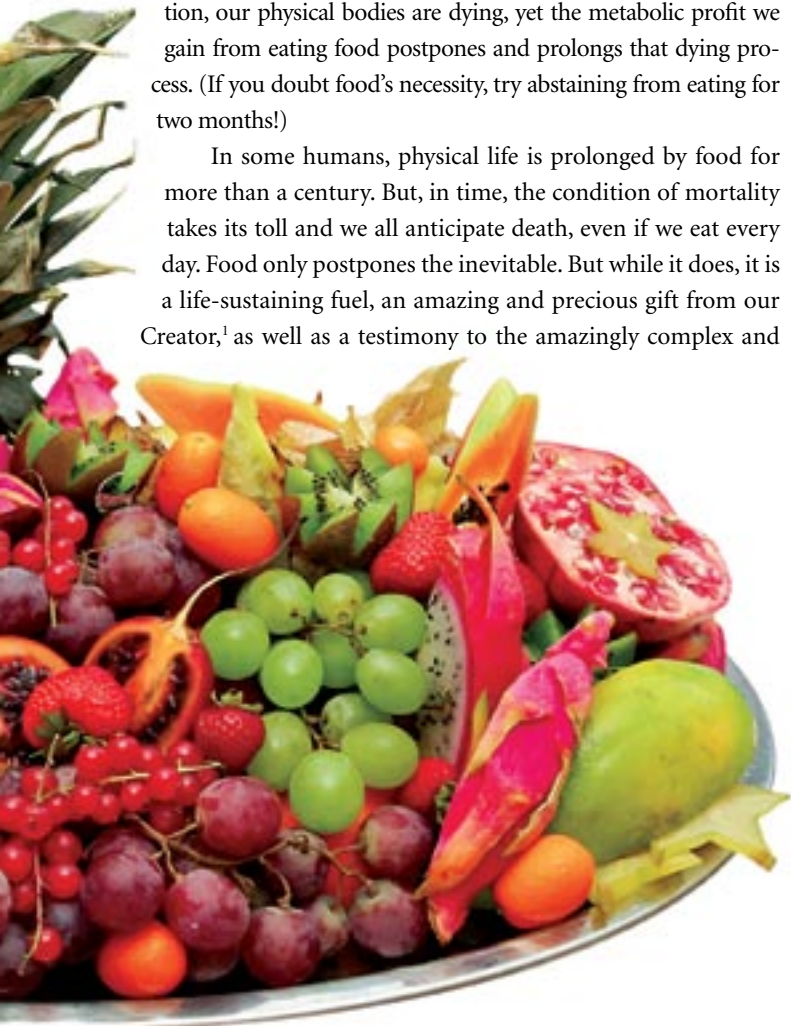 tion, our physical bodies are dying, yet the metabolic profit we
gain from eating food postpones and prolongs that dying pro-
cess. (If you doubt food’s necessity, try abstaining from eating for
two months!)
In some humans, physical life is prolonged by food for
more than a century. But, in time, the condition of mortality
takes its toll and we all anticipate death, even if we eat every
day. Food only postpones the inevitable. But while it does, it is
a life-sustaining fuel, an amazing and precious gift from our
Creator,¹ as well as a testimony to the amazingly complex and